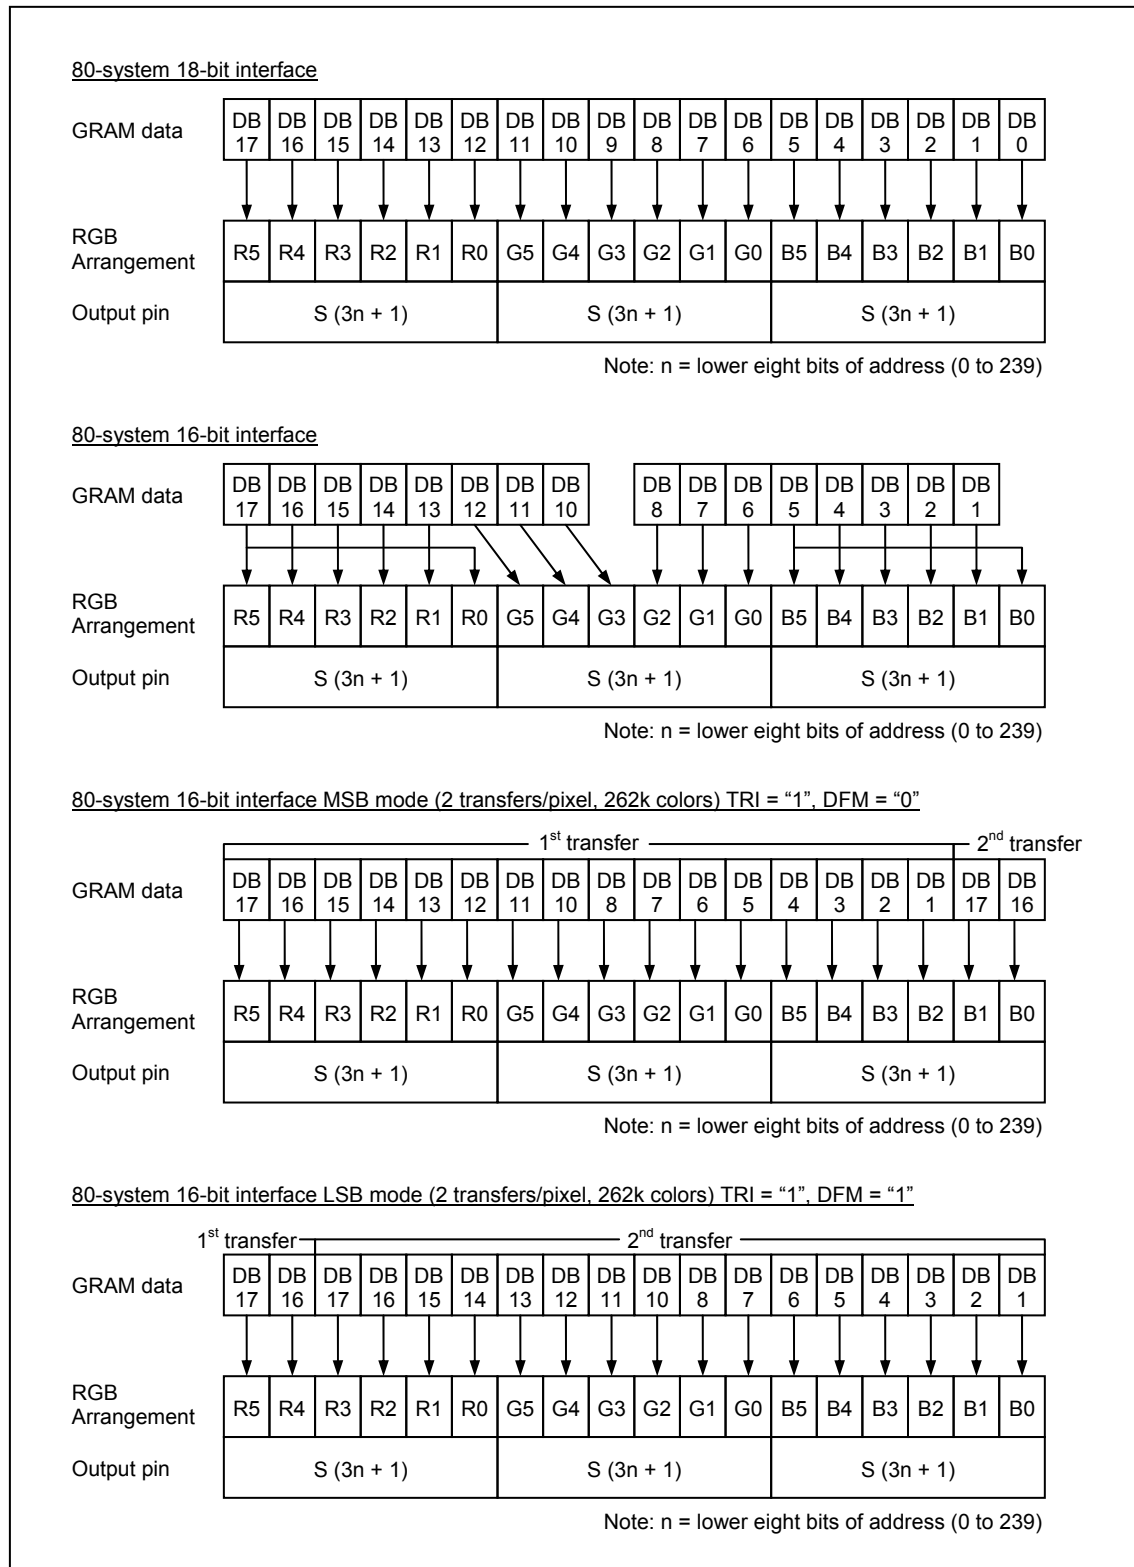 80-system 18-bit interface
GRAM data
DB 17 DB 16 DB 15 DB 14 DB 13 DB 12 DB 11 DB 10 DB 9 DB 8 DB 7 DB 6 DB 5 DB 4 DB 3 DB 2 DB 1 DB 0
RGB Arrangement
R5 R4 R3 R2 R1 R0 G5 G4 G3 G2 G1 G0 B5 B4 B3 B2 B1 B0
Output pin S (3n + 1) S (3n + 1) S (3n + 1)
Note: n = lower eight bits of address (0 to 239)
80-system 16-bit interface
GRAM data
DB 17 DB 16 DB 15 DB 14 DB 13 DB 12 DB 11 DB 10 DB 8 DB 7 DB 6 DB 5 DB 4 DB 3 DB 2 DB 1
RGB Arrangement
R5 R4 R3 R2 R1 R0 G5 G4 G3 G2 G1 G0 B5 B4 B3 B2 B1 B0
Output pin S (3n + 1) S (3n + 1) S (3n + 1)
Note: n = lower eight bits of address (0 to 239)
80-system 16-bit interface MSB mode (2 transfers/pixel, 262k colors) TRI = “1”, DFM = “0”
1st transfer 2nd transfer
GRAM data
DB 17 DB 16 DB 15 DB 14 DB 13 DB 12 DB 11 DB 10 DB 8 DB 7 DB 6 DB 5 DB 4 DB 3 DB 2 DB 1 DB 17 DB 16
RGB Arrangement
R5 R4 R3 R2 R1 R0 G5 G4 G3 G2 G1 G0 B5 B4 B3 B2 B1 B0
Output pin S (3n + 1) S (3n + 1) S (3n + 1)
Note: n = lower eight bits of address (0 to 239)
80-system 16-bit interface LSB mode (2 transfers/pixel, 262k colors) TRI = “1”, DFM = “1”
1st transfer 2nd transfer
GRAM data
DB 17 DB 16 DB 17 DB 16 DB 15 DB 14 DB 13 DB 12 DB 11 DB 10 DB 8 DB 7 DB 6 DB 5 DB 4 DB 3 DB 2 DB 1
RGB Arrangement
R5 R4 R3 R2 R1 R0 G5 G4 G3 G2 G1 G0 B5 B4 B3 B2 B1 B0
Output pin S (3n + 1) S (3n + 1) S (3n + 1)
Note: n = lower eight bits of address (0 to 239)